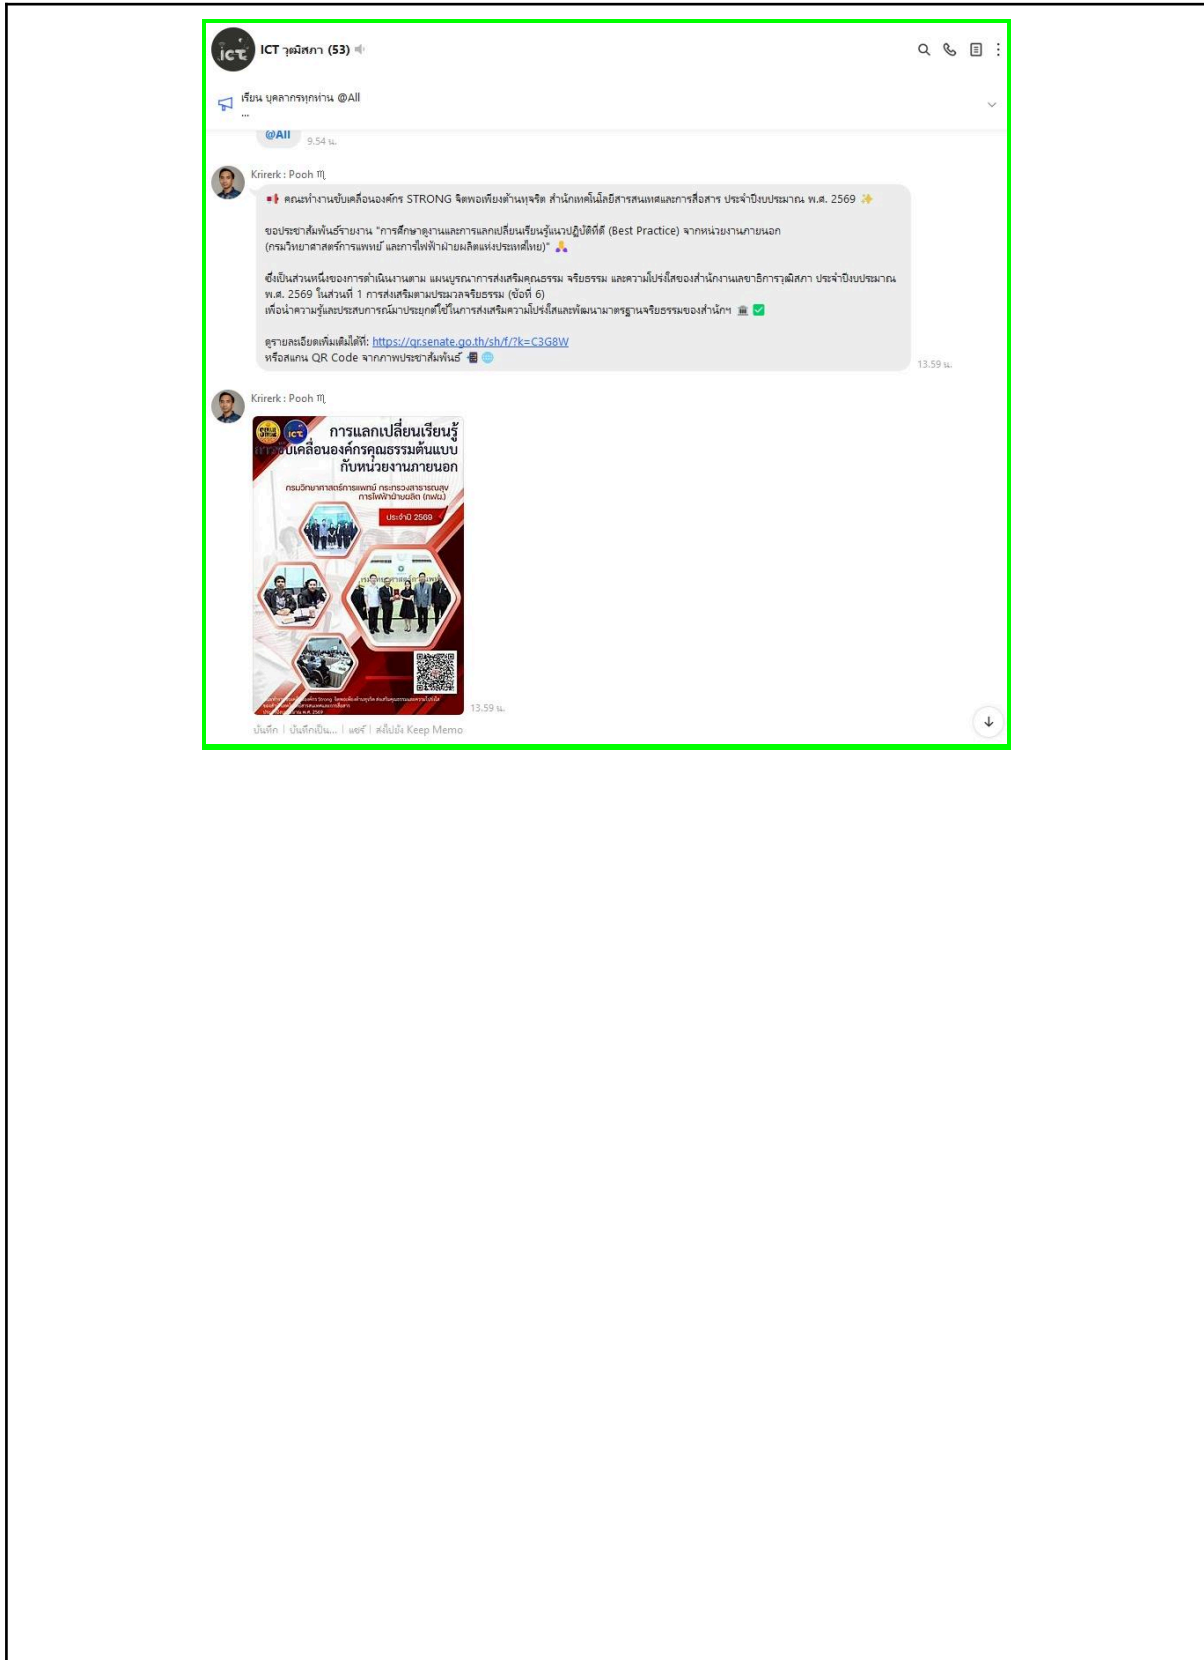 ict
ICT วุฒิสภา (53)
เรียน บุคลากรทุกท่าน @All
...
@All
9.54 น.
Krirerk : Pooh ♏
คณะทำงานขับเคลื่อนองค์กร STRONG จิตพอเพียงต้านทุจริต สำนักเทคโนโลยีสารสนเทศและการสื่อสาร ประจำปีงบประมาณ พ.ศ. 2569
ขอประชาสัมพันธ์รายงาน "การศึกษาดูงานและการแลกเปลี่ยนเรียนรู้แนวปฏิบัติที่ดี (Best Practice) จากหน่วยงานภายนอก
(กรมวิทยาศาสตร์การแพทย์ และการไฟฟ้าฝ่ายผลิตแห่งประเทศไทย)"
ซึ่งเป็นส่วนหนึ่งของการดำเนินงานตาม แผนบูรณาการส่งเสริมคุณธรรม จริยธรรม และความโปร่งใสของสำนักงานเลขาธิการวุฒิสภา ประจำปีงบประมาณ
พ.ศ. 2569 ในส่วนที่ 1 การส่งเสริมตามประมวลจริยธรรม (ข้อที่ 6)
เพื่อนำความรู้และประสบการณ์มาประยุกต์ใช้ในการส่งเสริมความโปร่งใสและพัฒนามาตรฐานจริยธรรมของสำนักฯ
ดูรายละเอียดเพิ่มเติมได้ที่: https://qr.senate.go.th/sh/f/?k=C3G8W
หรือสแกน QR Code จากภาพประชาสัมพันธ์
13.59 น.
Krirerk : Pooh ♏
ict
การแลกเปลี่ยนเรียนรู้
การขับเคลื่อนองค์กรคุณธรรมต้นแบบ
กับหน่วยงานภายนอก
กรมวิทยาศาสตร์การแพทย์ กระทรวงสาธารณสุข
การไฟฟ้าฝ่ายผลิต (กฟผ.)
ประจำปี 2569
13.59 น.
บันทึก | บันทึกเป็น... | แชร์ | ส่งไปยัง Keep Memo